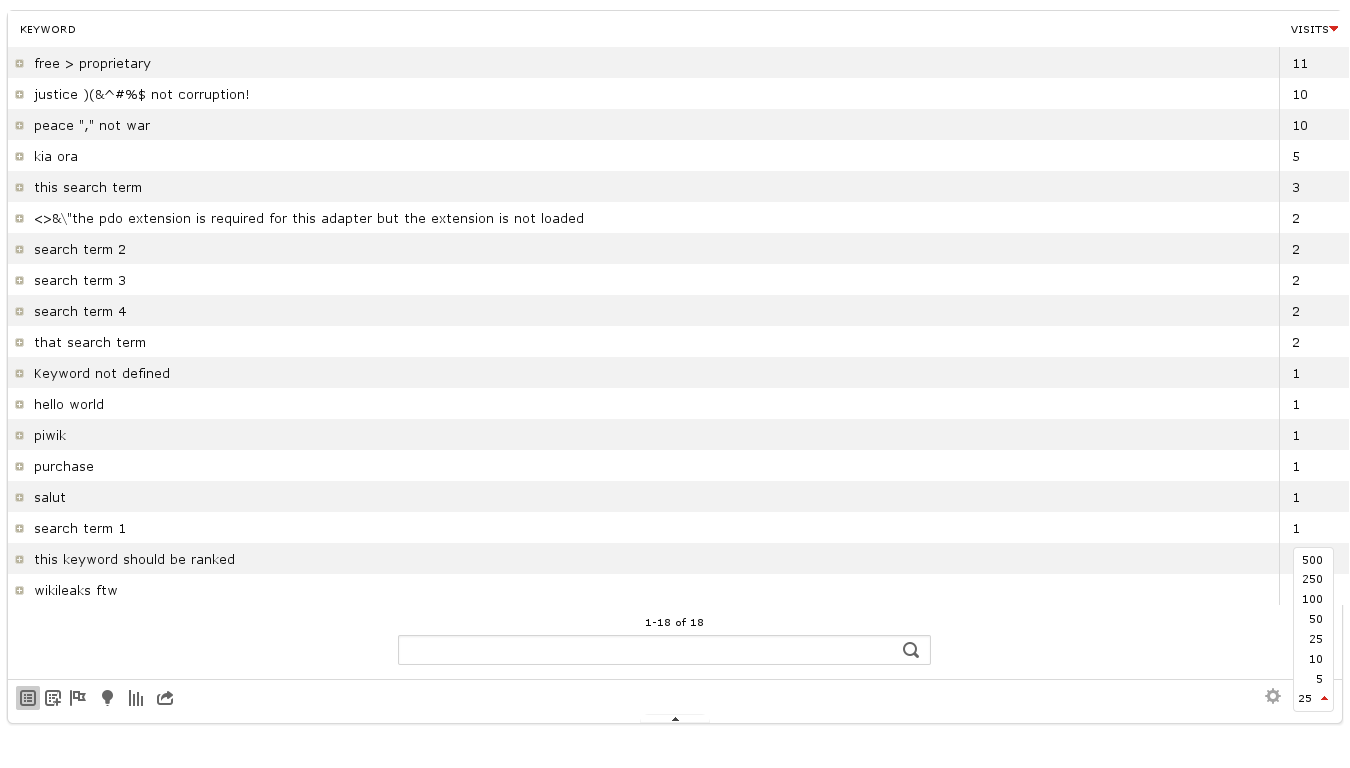 KEYWORD VISITS
free > proprietary 11
justice )(&^#%$ not corruption! 10
peace "," not war 10
kia ora 5
this search term 3
<>&\"the pdo extension is required for this adapter but the extension is not loaded 2
search term 2 2
search term 3 2
search term 4 2
that search term 2
Keyword not defined 1
hello world 1
piwik 1
purchase 1
salut 1
search term 1 1
this keyword should be ranked
wikileaks ftw
1-18 of 18
500
250
100
50
25
10
5
25